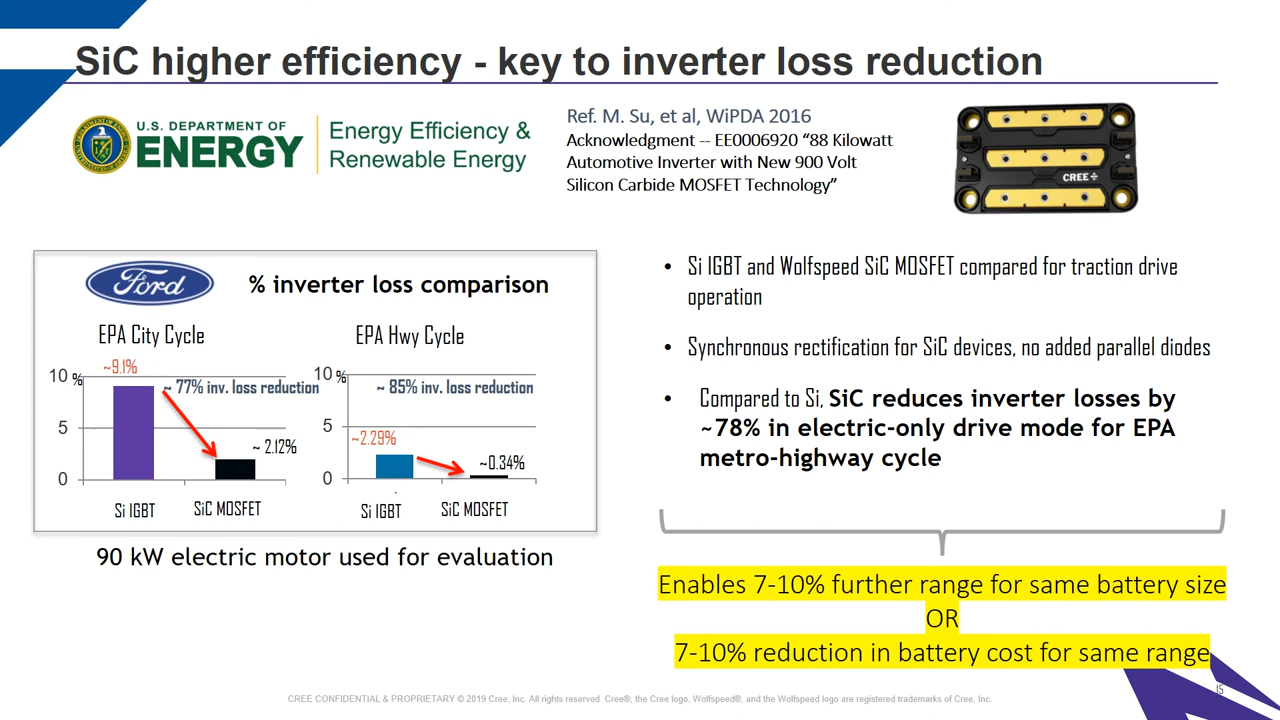 SiC higher efficiency - key to inverter loss reduction
U.S. DEPARTMENT OF
ENERGY
Energy Efficiency &
Renewable Energy
Ref. M. Su, et al, WiPDA 2016
Acknowledgment -- EE0006920 “88 Kilowatt
Automotive Inverter with New 900 Volt
Silicon Carbide MOSFET Technology”
CREE
Ford
% inverter loss comparison
EPA City Cycle
10 %
5
0
~9.1%
~ 77% inv. loss reduction
~ 2.12%
Si IGBT
SiC MOSFET
EPA Hwy Cycle
10 %
5
0
~ 85% inv. loss reduction
~2.29%
~0.34%
Si IGBT
SiC MOSFET
90 kW electric motor used for evaluation
• Si IGBT and Wolfspeed SiC MOSFET compared for traction drive
operation
• Synchronous rectification for SiC devices, no added parallel diodes
• Compared to Si, SiC reduces inverter losses by
~78% in electric-only drive mode for EPA
metro-highway cycle
Enables 7-10% further range for same battery size
OR
7-10% reduction in battery cost for same range
CREE CONFIDENTIAL & PROPRIETARY © 2019 Cree, Inc. All rights reserved. Cree®, the Cree logo, Wolfspeed®, and the Wolfspeed logo are registered trademarks of Cree, Inc.
15